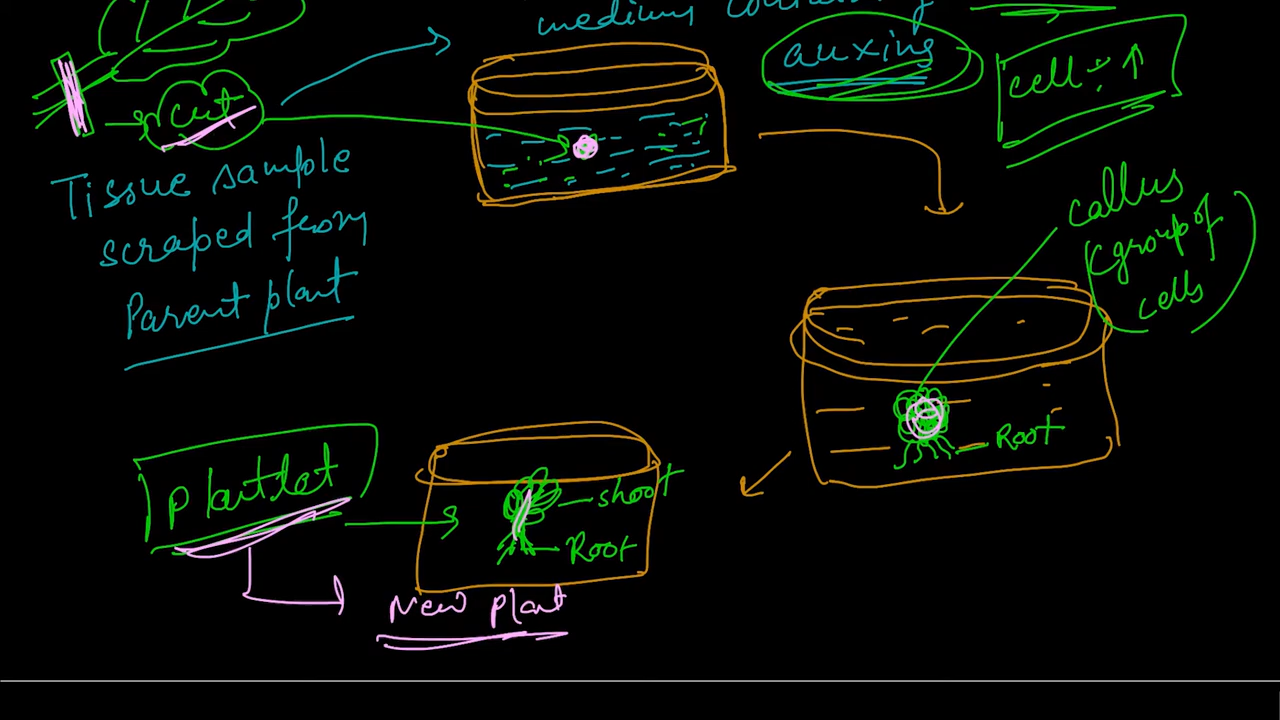 medium
auxins
cell ÷ ↑
cut
Tissue sample
scraped from
Parent plant
callus
(group of
cells)
Root
Plantlet
shoot
Root
New plant